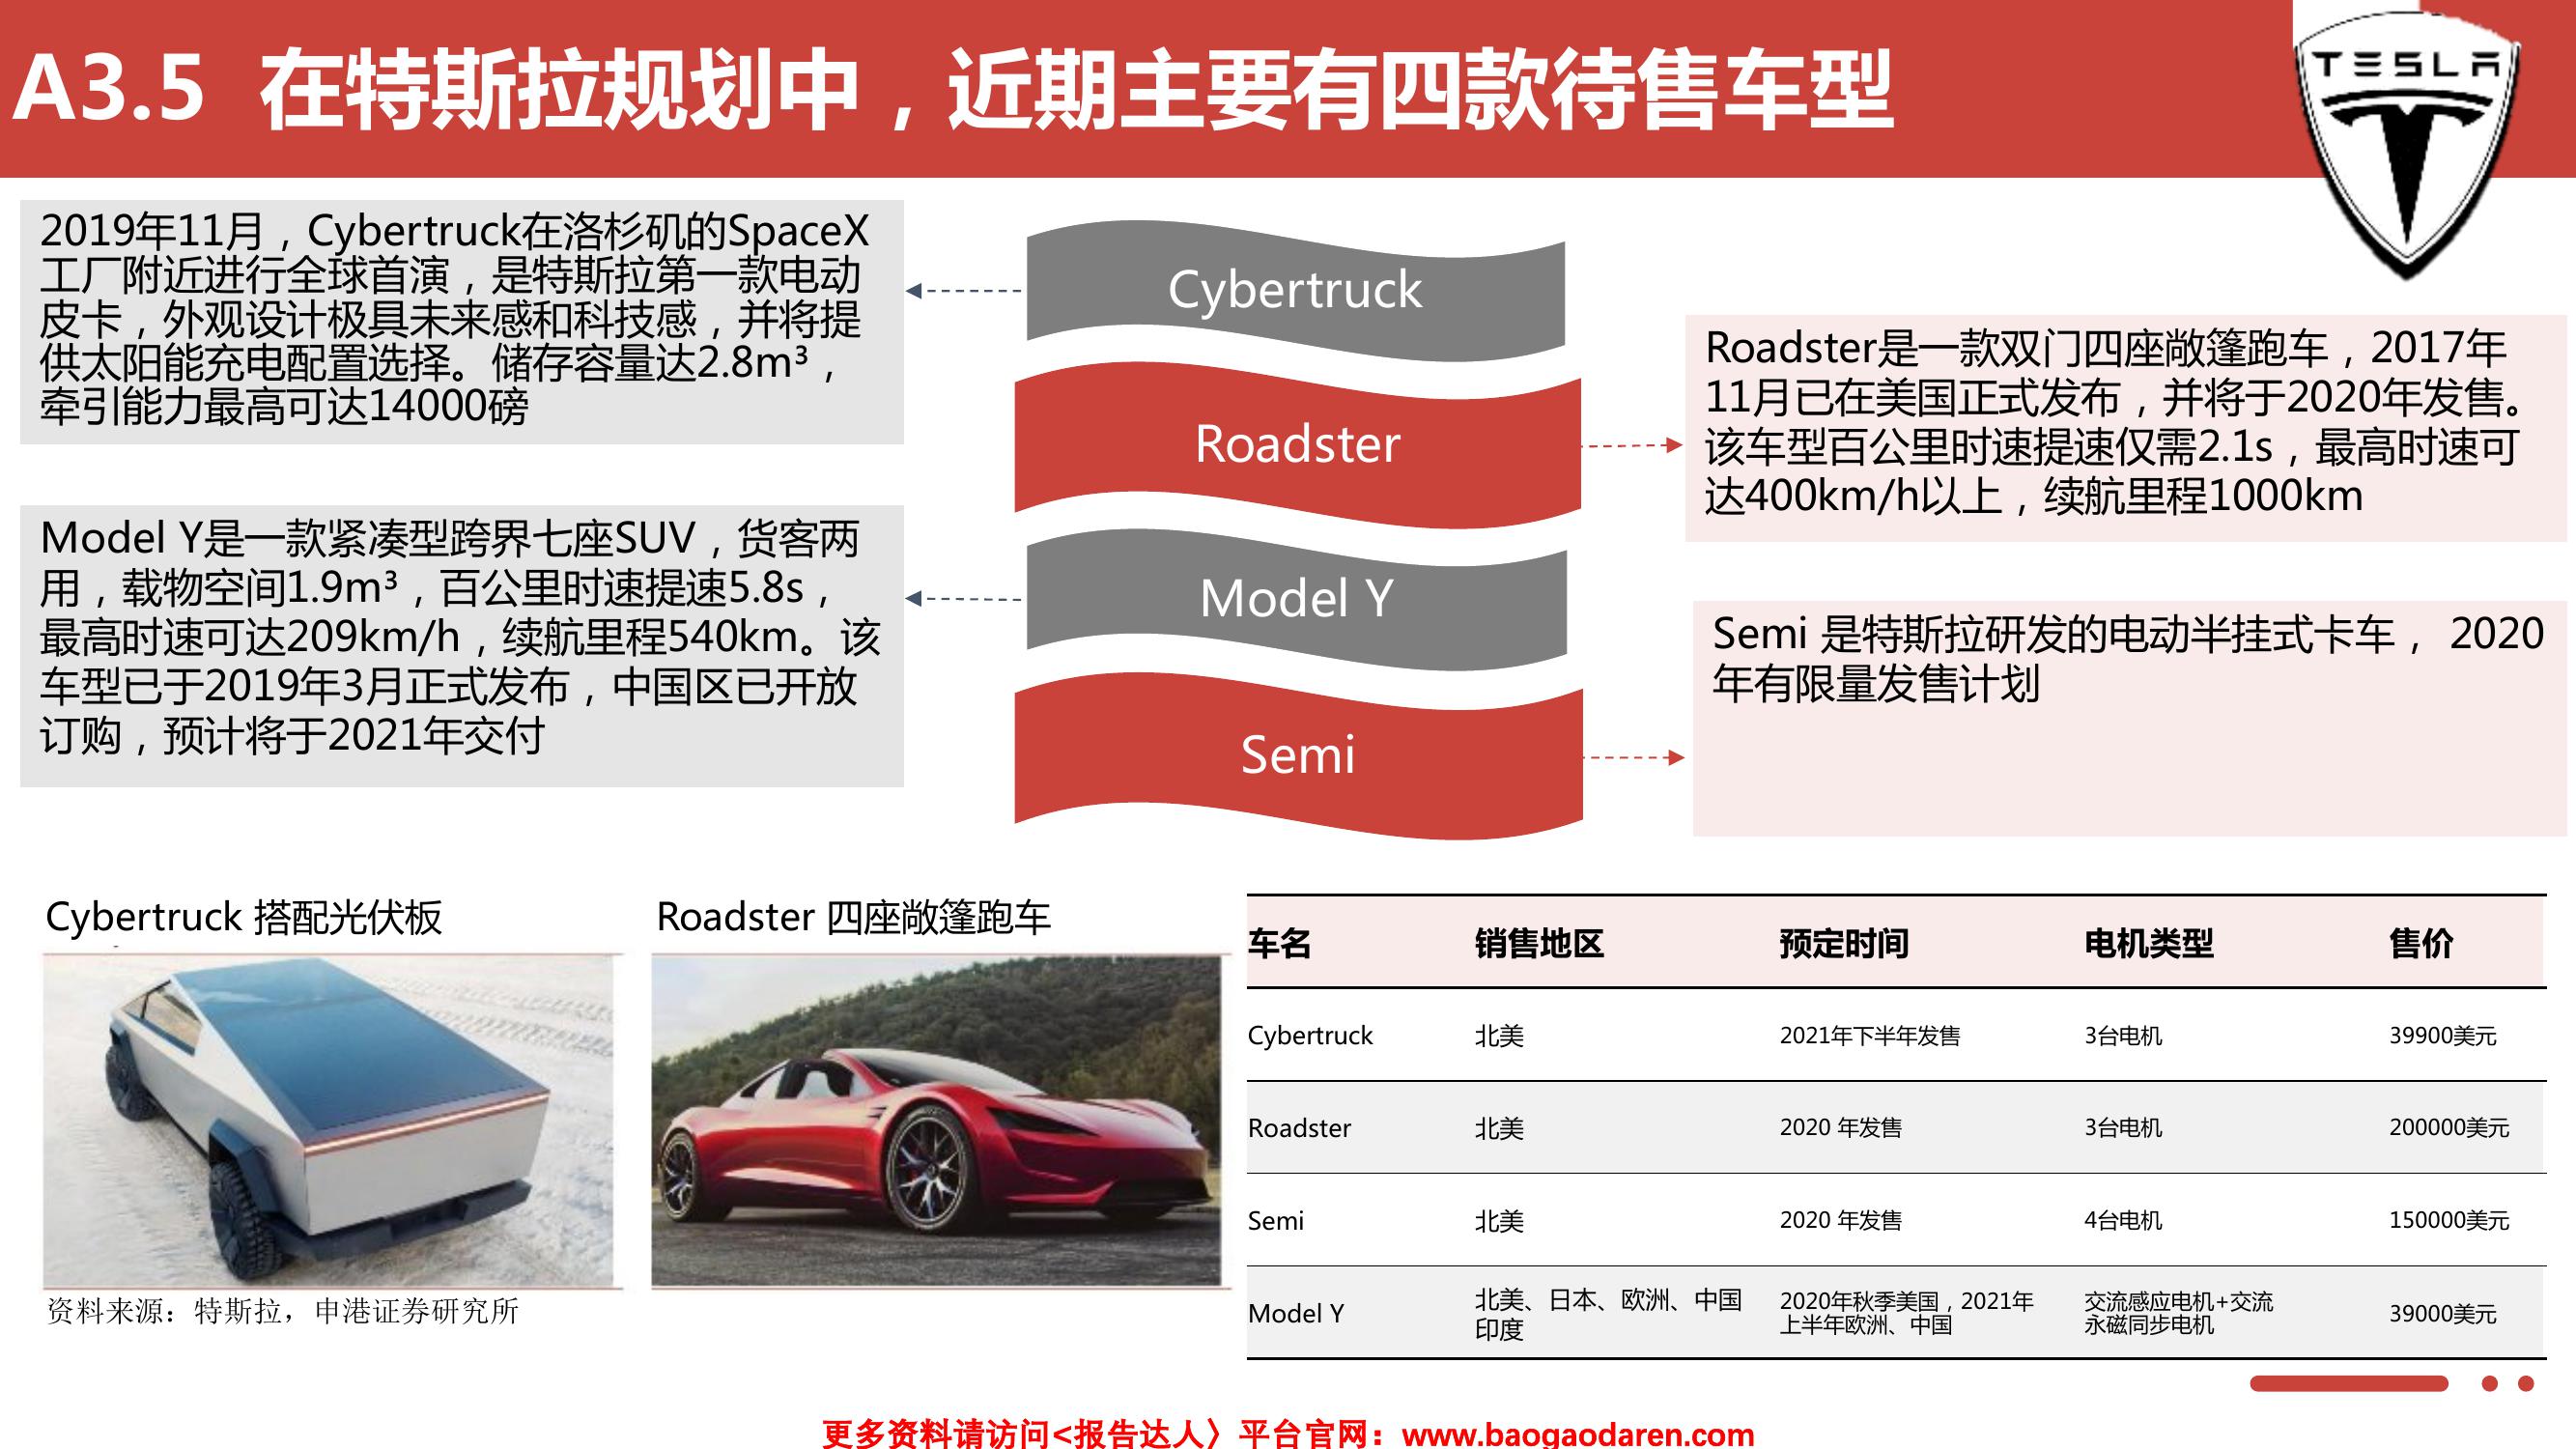 A3.5 在特斯拉规划中，近期主要有四款待售车型
TESLA
2019年11月，Cybertruck在洛杉矶的SpaceX
工厂附近进行全球首演，是特斯拉第一款电动
皮卡，外观设计极具未来感和科技感，并将提
供太阳能充电配置选择。储存容量达2.8m³，
牵引能力最高可达14000磅
Cybertruck
Roadster
Roadster是一款双门四座敞篷跑车，2017年
11月已在美国正式发布，并将于2020年发售。
该车型百公里时速提速仅需2.1s，最高时速可
达400km/h以上，续航里程1000km
Model Y是一款紧凑型跨界七座SUV，货客两
用，载物空间1.9m³，百公里时速提速5.8s，
最高时速可达209km/h，续航里程540km。该
车型已于2019年3月正式发布，中国区已开放
订购，预计将于2021年交付
Model Y
Semi
Semi 是特斯拉研发的电动半挂式卡车， 2020
年有限量发售计划
Cybertruck 搭配光伏板
Roadster 四座敞篷跑车
资料来源：特斯拉，申港证券研究所
车名 销售地区 预定时间 电机类型 售价
Cybertruck 北美 2021年下半年发售 3台电机 39900美元
Roadster 北美 2020 年发售 3台电机 200000美元
Semi 北美 2020 年发售 4台电机 150000美元
Model Y 北美、日本、欧洲、中国 2020年秋季美国，2021年 交流感应电机+交流 39000美元
印度 上半年欧洲、中国 永磁同步电机
更多资料请访问<报告达人〉平台官网：www.baogaodaren.com